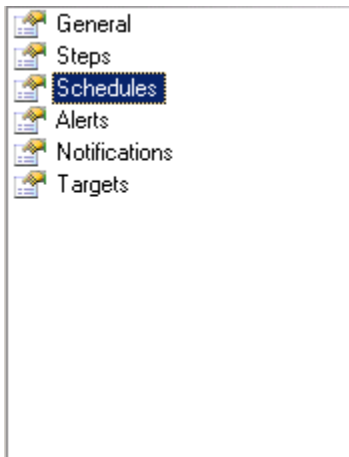 General
Steps
Schedules
Alerts
Notifications
Targets